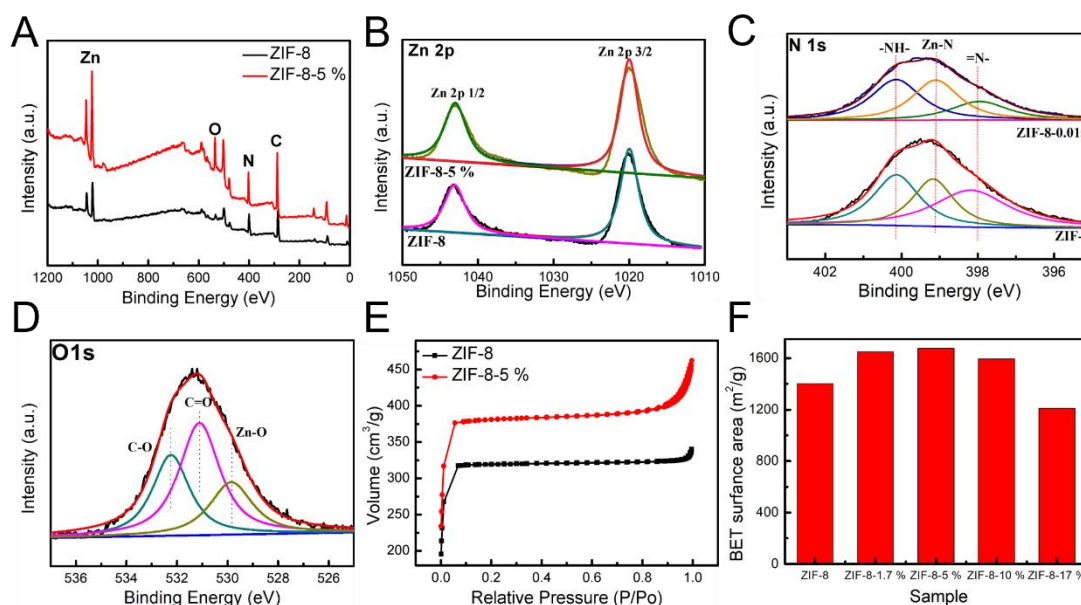 A
Zn
ZIF-8
ZIF-8-5 %
O
N
C
Intensity (a.u.)
1200 1000 800 600 400 200 0
Binding Energy (eV)
B
Zn 2p
Zn 2p 3/2
Zn 2p 1/2
ZIF-8-5 %
ZIF-8
Intensity (a.u.)
1050 1040 1030 1020 1010
Binding Energy (eV)
C
N 1s
-NH-
Zn-N
=N-
ZIF-8-0.01
ZIF-
Intensity (a.u.)
402 400 398 396
Binding Energy (eV)
D
O1s
C=O
C-O
Zn-O
Intensity (a.u.)
536 534 532 530 528 526
Binding Energy (eV)
E
ZIF-8
ZIF-8-5 %
450
400
350
300
250
200
Volume (cm³/g)
0.0 0.2 0.4 0.6 0.8 1.0
Relative Pressure (P/Po)
F
1600
1200
800
400
0
BET surfance area (m²/g)
ZIF-8 ZIF-8-1.7 % ZIF-8-5 % ZIF-8-10 % ZIF-8-17 %
Sample